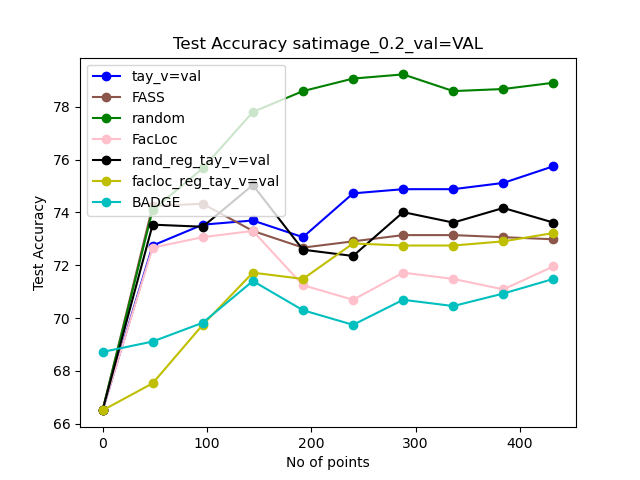 Test Accuracy satimage_0.2_val=VAL
tay_v=val
FASS
random
FacLoc
rand_reg_tay_v=val
facloc_reg_tay_v=val
BADGE
Test Accuracy
78
76
74
72
70
68
66
0 100 200 300 400
No of points